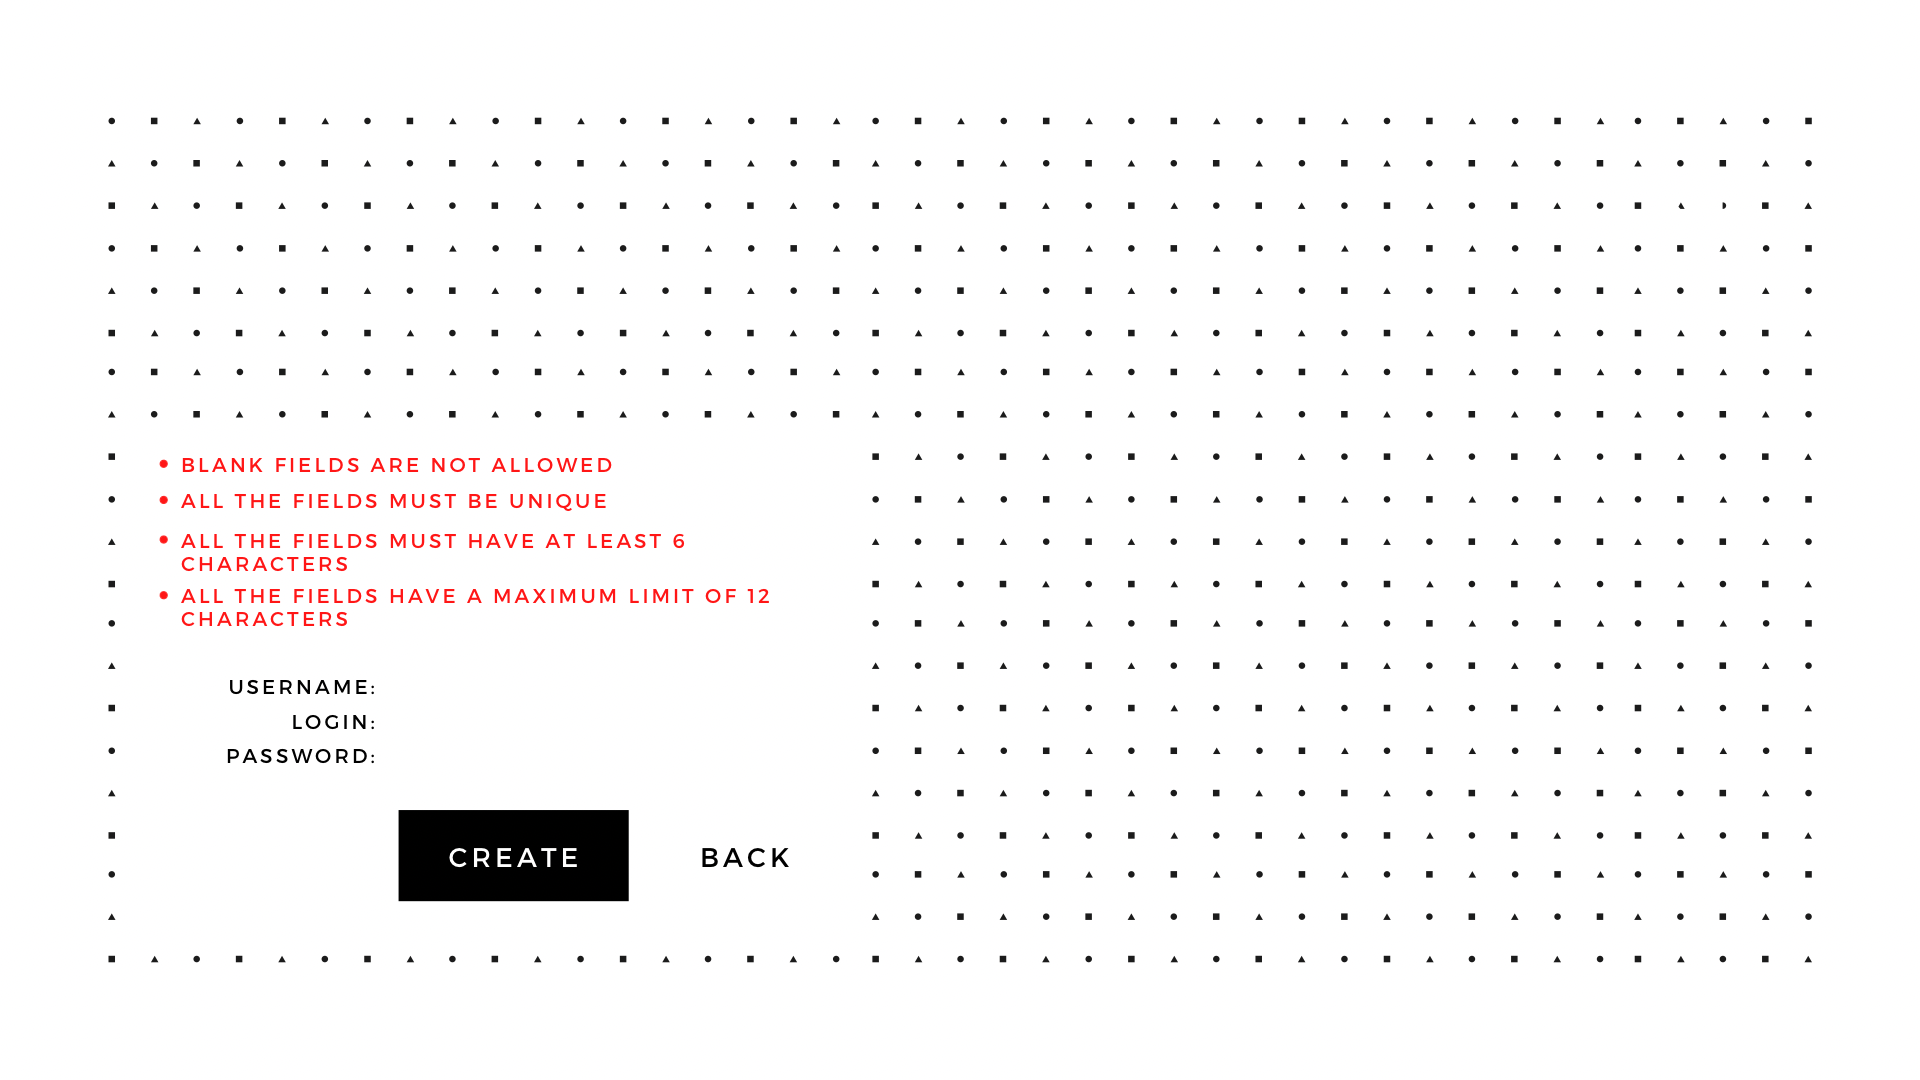 • BLANK FIELDS ARE NOT ALLOWED
• ALL THE FIELDS MUST BE UNIQUE
• ALL THE FIELDS MUST HAVE AT LEAST 6
CHARACTERS
• ALL THE FIELDS HAVE A MAXIMUM LIMIT OF 12
CHARACTERS
USERNAME:
LOGIN:
PASSWORD:
CREATE
BACK